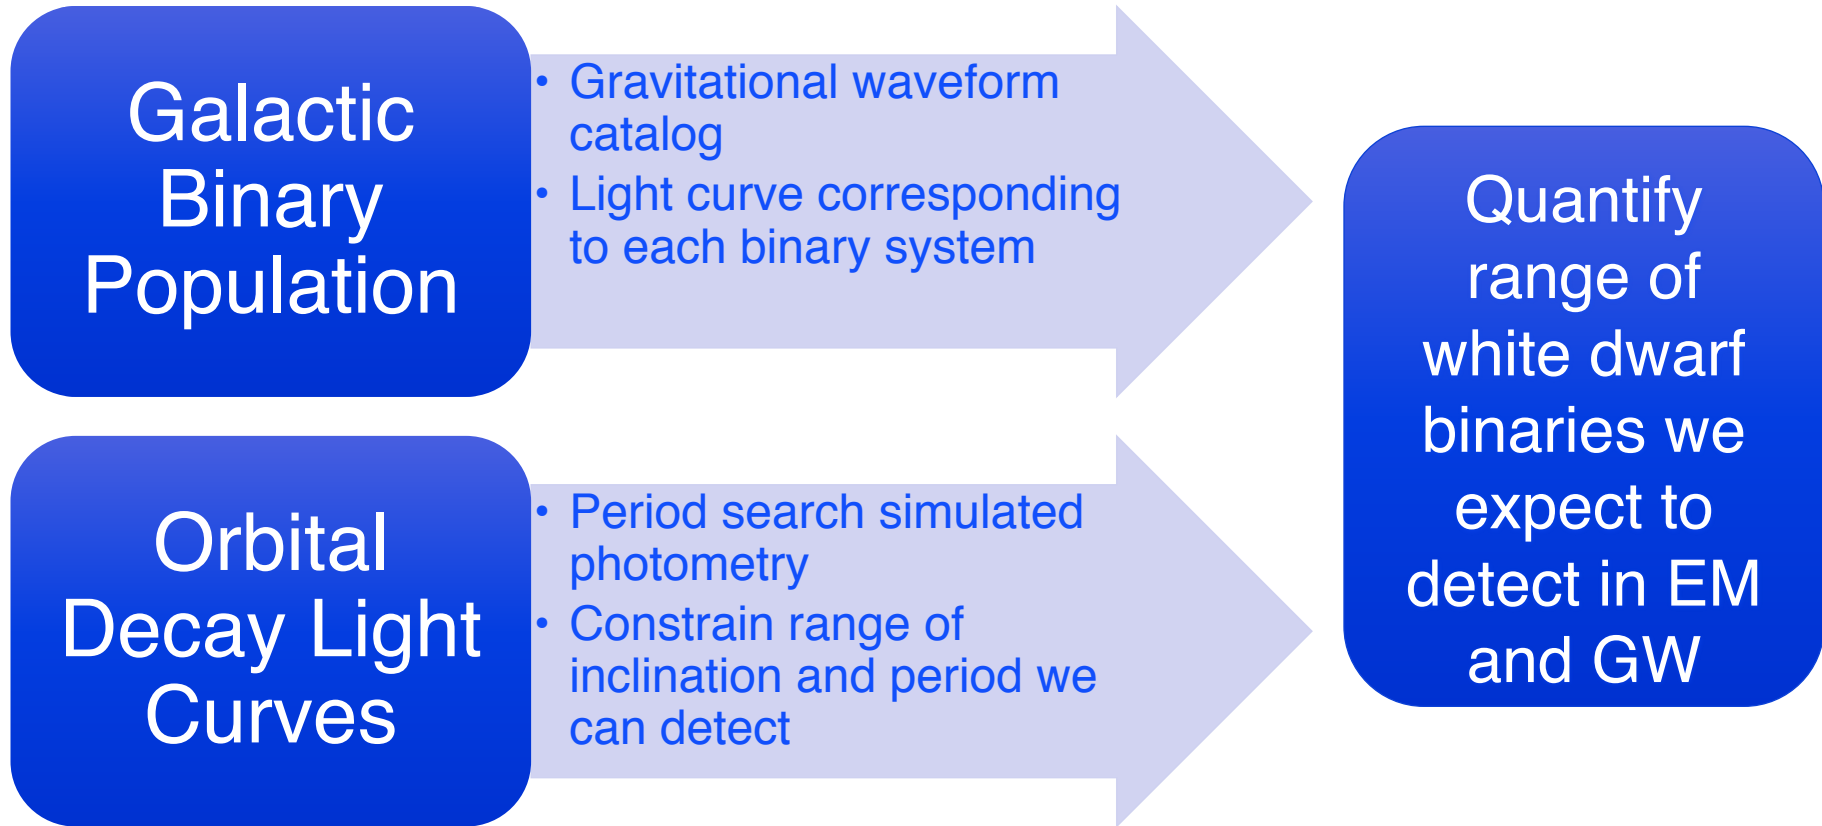 Galactic
Binary
Population
• Gravitational waveform
catalog
• Light curve corresponding
to each binary system
Orbital
Decay Light
Curves
• Period search simulated
photometry
• Constrain range of
inclination and period we
can detect
Quantify
range of
white dwarf
binaries we
expect to
detect in EM
and GW